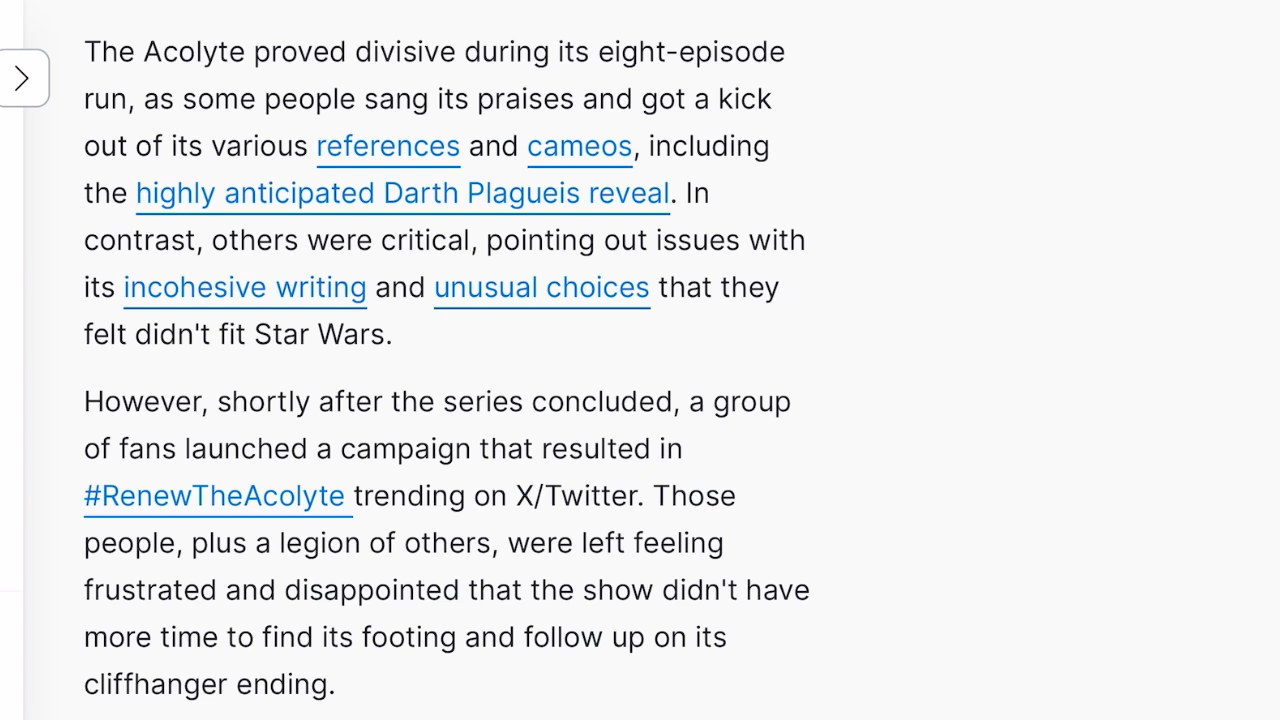 The Acolyte proved divisive during its eight-episode
run, as some people sang its praises and got a kick
out of its various references and cameos, including
the highly anticipated Darth Plagueis reveal. In
contrast, others were critical, pointing out issues with
its incohesive writing and unusual choices that they
felt didn't fit Star Wars.
However, shortly after the series concluded, a group
of fans launched a campaign that resulted in
#RenewTheAcolyte trending on X/Twitter. Those
people, plus a legion of others, were left feeling
frustrated and disappointed that the show didn't have
more time to find its footing and follow up on its
cliffhanger ending.